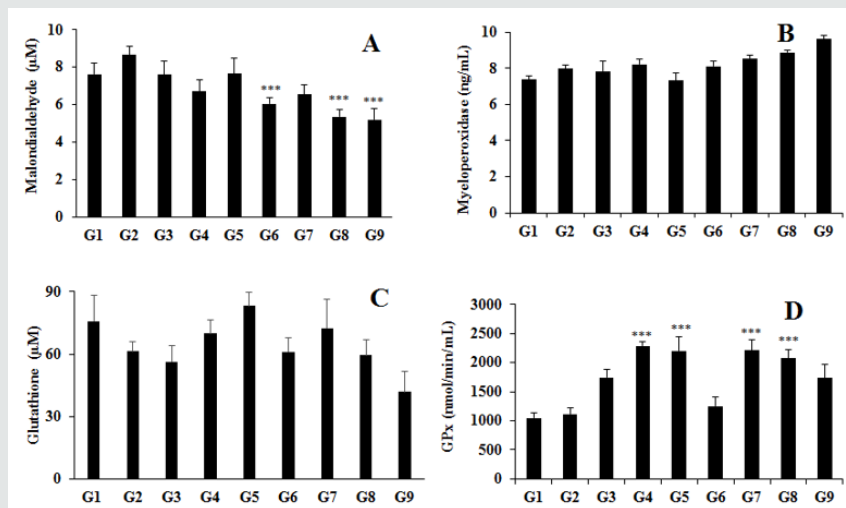 A
Malondialdehyde (µM)
10
8
6
4
2
0
***
***
***
G1 G2 G3 G4 G5 G6 G7 G8 G9
B
Myeloperoxidase (ng/mL)
10
8
6
4
2
0
G1 G2 G3 G4 G5 G6 G7 G8 G9
C
Glutathione (µM)
90
60
30
0
G1 G2 G3 G4 G5 G6 G7 G8 G9
D
GPx (nmol/min/mL)
3000
2500
2000
1500
1000
500
0
***
***
***
***
G1 G2 G3 G4 G5 G6 G7 G8 G9